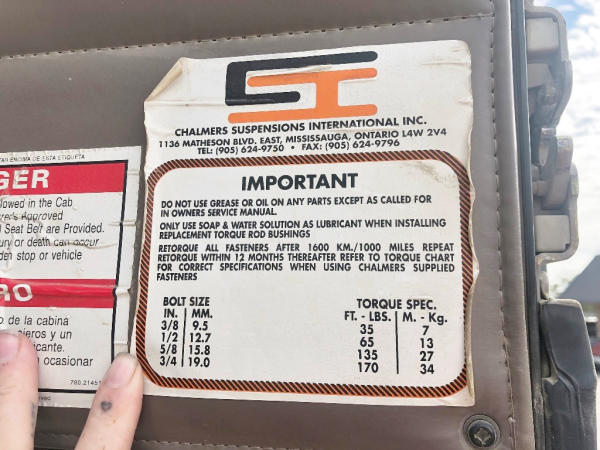 CHALMERS SUSPENSIONS INTERNATIONAL INC.
1136 MATHESON BLVD. EAST, MISSISSAUGA, ONTARIO L4W 2V4
TEL: (905) 624-9750 • FAX: (905) 624-9796
IMPORTANT
DO NOT USE GREASE OR OIL ON ANY PARTS EXCEPT AS CALLED FOR
IN OWNERS SERVICE MANUAL.
ONLY USE SOAP & WATER SOLUTION AS LUBRICANT WHEN INSTALLING
REPLACEMENT TORQUE ROD BUSHINGS
RETORQUE ALL FASTENERS AFTER 1600 KM./1000 MILES REPEAT
RETORQUE WITHIN 12 MONTHS THEREAFTER REFER TO TORQUE CHART
FOR CORRECT SPECIFICATIONS WHEN USING CHALMERS SUPPLIED
FASTENERS
BOLT SIZE TORQUE SPEC.
IN. MM. FT. - LBS. M. - Kg.
3/8 9.5 35 7
1/2 12.7 65 13
5/8 15.8 135 27
3/4 19.0 170 34
ENCIMA DE ESTA ETIQUETA
GER
lowed in the Cab
Approved
Seat Belt are Provided.
ury or death can occur
den stop or vehicle
RO
o de la cabina
y un
icante.
ocasionar